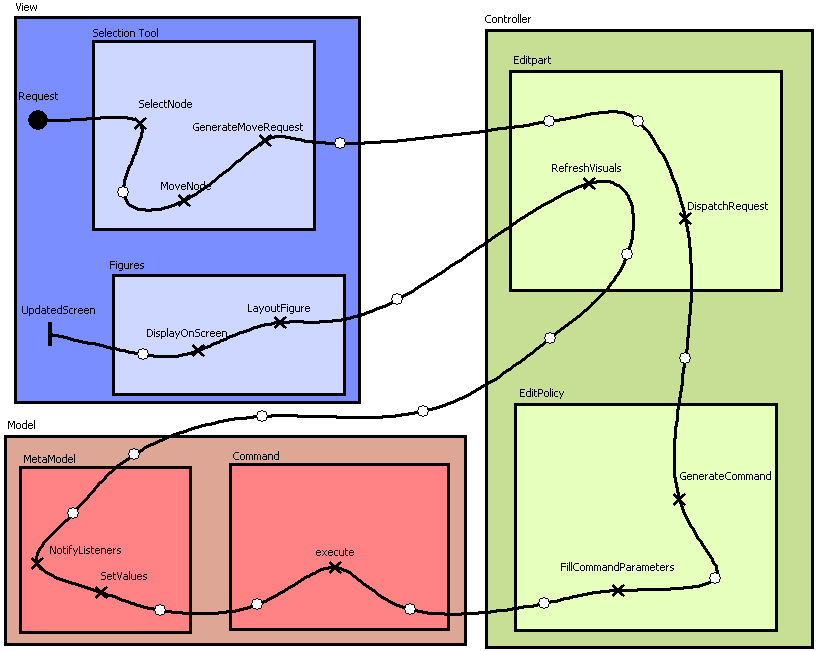 View
Controller
Selection Tool
Editpart
Request
SelectNode
GenerateMoveRequest
RefreshVisuals
MoveNode
DispatchRequest
Figures
UpdatedScreen
LayoutFigure
DisplayOnScreen
EditPolicy
Model
MetaModel
Command
GenerateCommand
NotifyListeners
execute
SetValues
FillCommandParameters